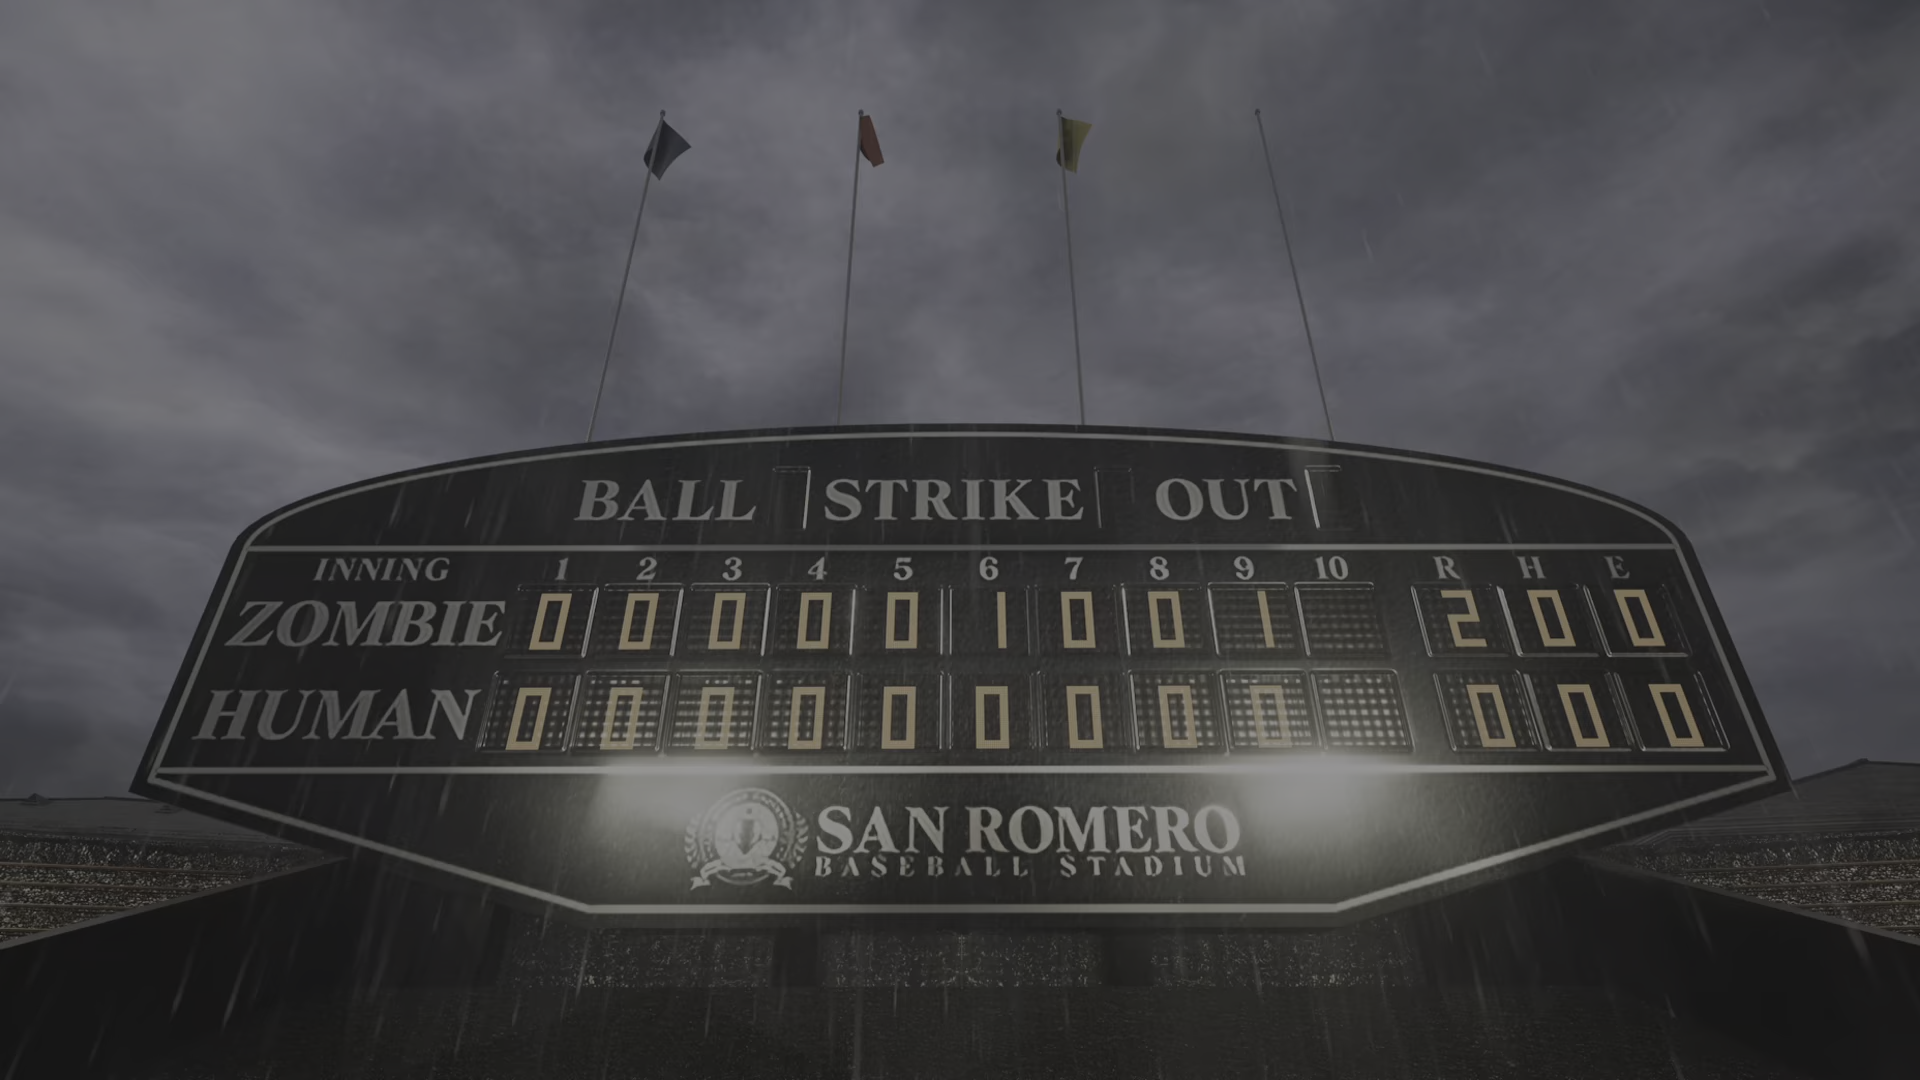 BALL STRIKE OUT
INNING 1 2 3 4 5 6 7 8 9 10 R H E
ZOMBIE 0 0 0 0 0 1 0 0 1 2 0 0
HUMAN 0 0 0 0 0 0 0 0 0 0 0 0
SAN ROMERO
BASEBALL STADIUM